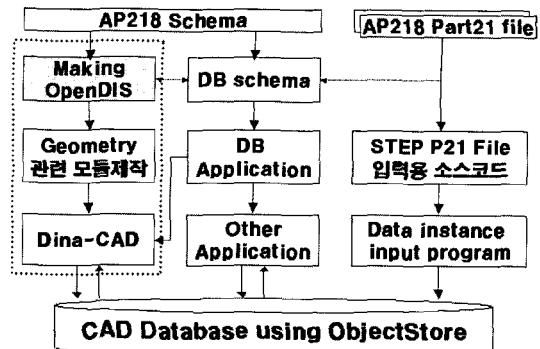 AP218 Schema
AP218 Part21 file
Making
OpenDIS
DB schema
Geometry
관련 모듈제작
DB
Application
STEP P21 File
입력용 소스코드
Dina-CAD
Other
Application
Data instance
input program
CAD Database using ObjectStore